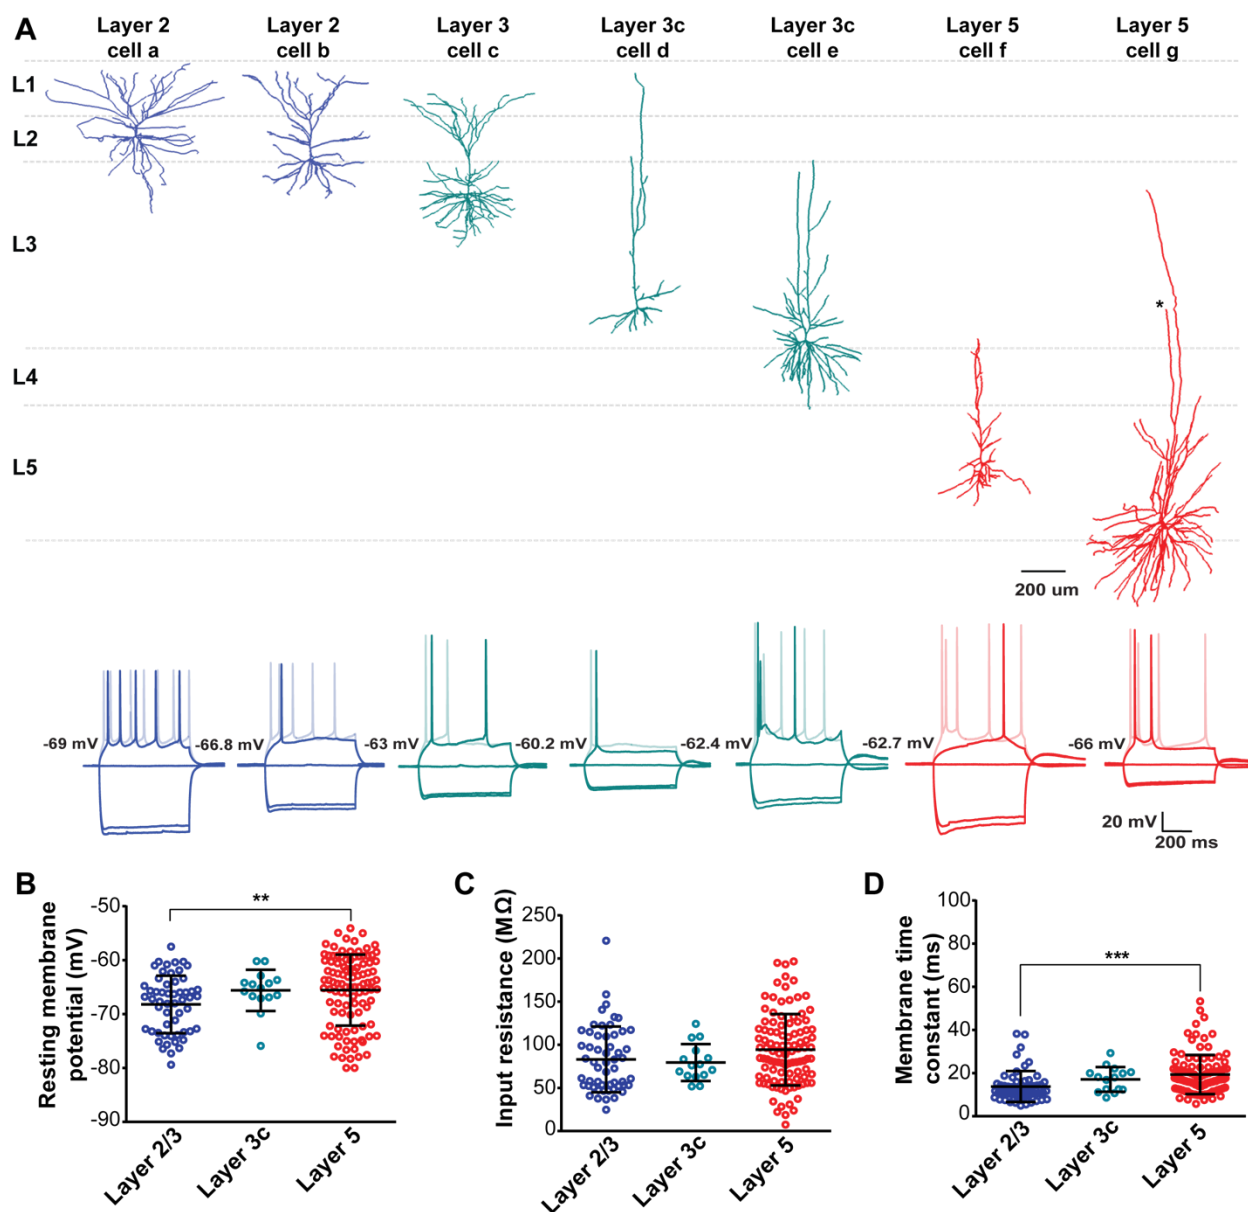 A
Layer 2 cell a
Layer 2 cell b
Layer 3 cell c
Layer 3c cell d
Layer 3c cell e
Layer 5 cell f
Layer 5 cell g
L1
L2
L3
*
L4
L5
200 um
-69 mV
-66.8 mV
-63 mV
-60.2 mV
-62.4 mV
-62.7 mV
-66 mV
20 mV
200 ms
B
Resting membrane
potential (mV)
-50
-60
-70
-80
-90
**
Layer 2/3
Layer 3c
Layer 5
C
Input resistance (MΩ)
250
200
150
100
50
0
Layer 2/3
Layer 3c
Layer 5
D
Membrane time
constant (ms)
100
80
60
40
20
0
***
Layer 2/3
Layer 3c
Layer 5